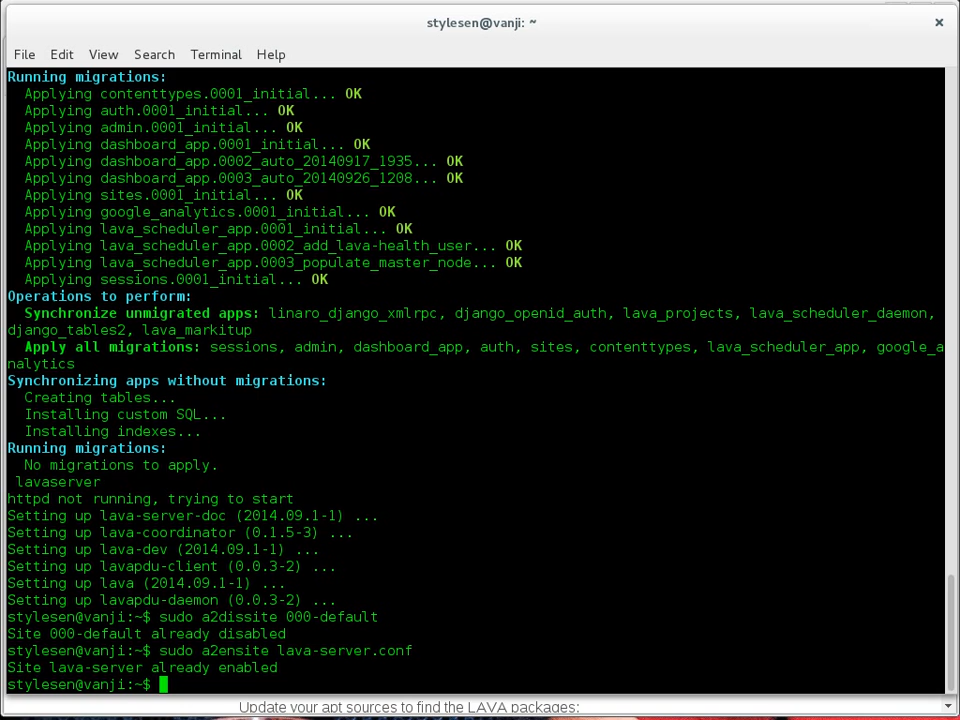 stylesen@vanji: ~
File Edit View Search Terminal Help
Running migrations:
  Applying contenttypes.0001_initial... OK
  Applying auth.0001_initial... OK
  Applying admin.0001_initial... OK
  Applying dashboard_app.0001_initial... OK
  Applying dashboard_app.0002_auto_20140917_1935... OK
  Applying dashboard_app.0003_auto_20140926_1208... OK
  Applying sites.0001_initial... OK
  Applying google_analytics.0001_initial... OK
  Applying lava_scheduler_app.0001_initial... OK
  Applying lava_scheduler_app.0002_add_lava-health_user... OK
  Applying lava_scheduler_app.0003_populate_master_node... OK
  Applying sessions.0001_initial... OK
Operations to perform:
  Synchronize unmigrated apps: linaro_django_xmlrpc, django_openid_auth, lava_projects, lava_scheduler_daemon,
django_tables2, lava_markitup
  Apply all migrations: sessions, admin, dashboard_app, auth, sites, contenttypes, lava_scheduler_app, google_a
nalytics
Synchronizing apps without migrations:
  Creating tables...
  Installing custom SQL...
  Installing indexes...
Running migrations:
  No migrations to apply.
 lavaserver
httpd not running, trying to start
Setting up lava-server-doc (2014.09.1-1) ...
Setting up lava-coordinator (0.1.5-3) ...
Setting up lava-dev (2014.09.1-1) ...
Setting up lavapdu-client (0.0.3-2) ...
Setting up lava (2014.09.1-1) ...
Setting up lavapdu-daemon (0.0.3-2) ...
stylesen@vanji:~$ sudo a2dissite 000-default
Site 000-default already disabled
stylesen@vanji:~$ sudo a2ensite lava-server.conf
Site lava-server already enabled
stylesen@vanji:~$
Update your apt sources to find the LAVA packages: